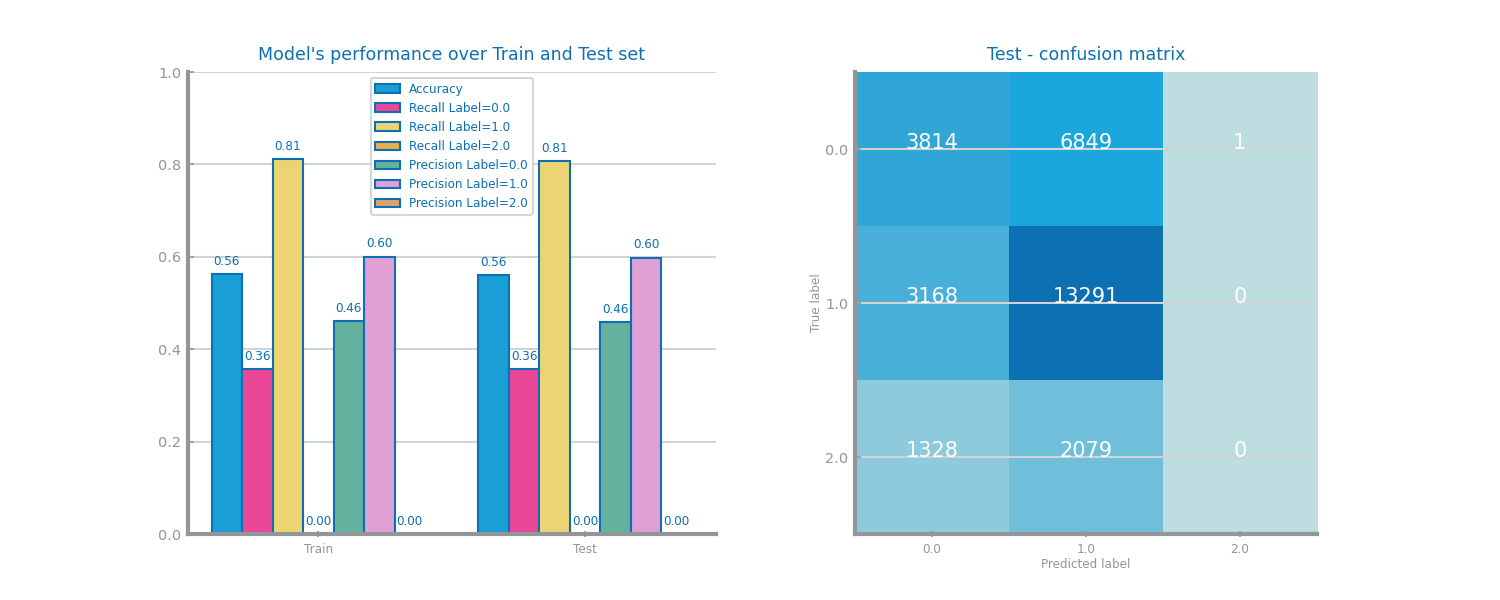 Model's performance over Train and Test set
1.0
0.8
0.6
0.4
0.2
0.0
Accuracy
Recall Label=0.0
Recall Label=1.0
Recall Label=2.0
Precision Label=0.0
Precision Label=1.0
Precision Label=2.0
0.56
0.36
0.81
0.00
0.46
0.60
0.00
0.56
0.36
0.81
0.00
0.46
0.60
0.00
Train
Test
Test - confusion matrix
True label
0.0
3814 6849 1
1.0
3168 13291 0
2.0
1328 2079 0
0.0 1.0 2.0
Predicted label